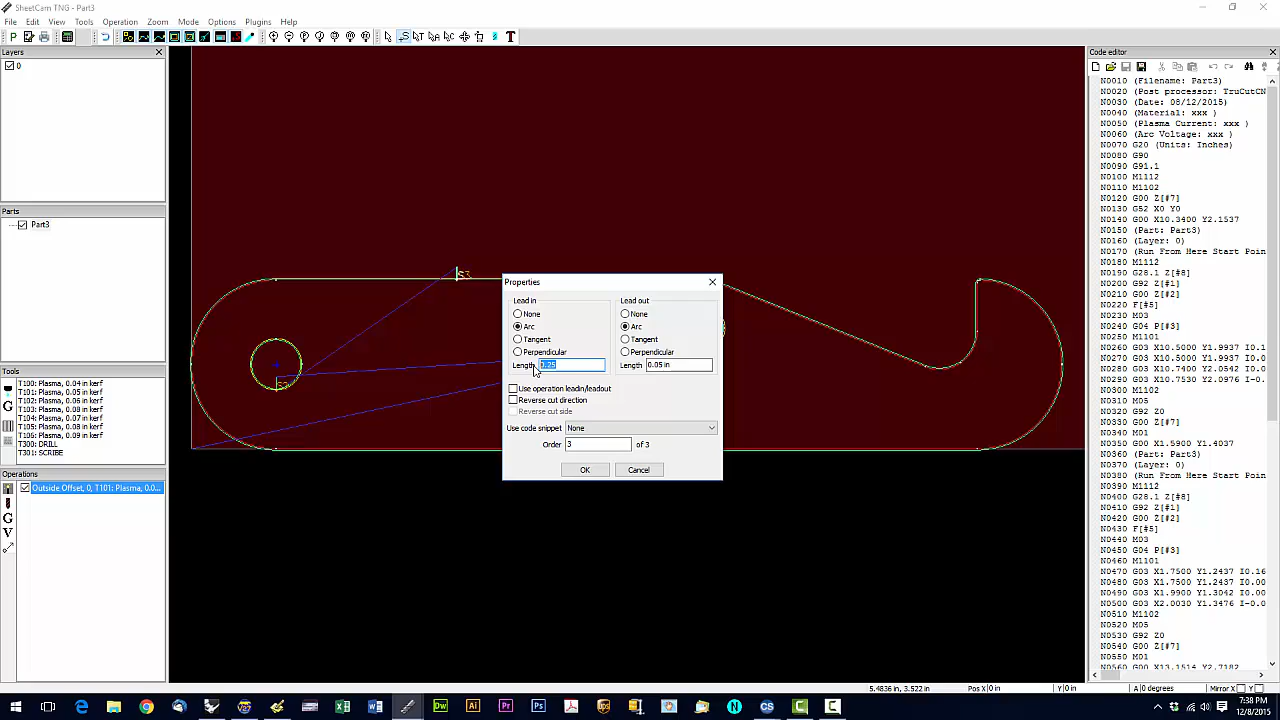 SheetCam TNG - Part3
File Edit View Tools Operation Zoom Mode Options Plugins Help
Layers
0
Parts
Part3
Tools
T100: Plasma, 0.04 in kerf
T101: Plasma, 0.05 in kerf
T102: Plasma, 0.06 in kerf
T103: Plasma, 0.08 in kerf
T104: Plasma, 0.07 in kerf
T105: Plasma, 0.08 in kerf
T106: Plasma, 0.09 in kerf
T300: DRILL
T301: SCRIBE
Operations
Outside Offset, 0, T101: Plasma, 0.0...
Properties
Lead in
None
Arc
Tangent
Perpendicular
Length 0.25
Lead out
None
Arc
Tangent
Perpendicular
Length 0.05 in
Use operation leadin/leadout
Reverse cut direction
Reverse cut side
Use code snippet None
Order 3 of 3
OK Cancel
Code editor
N0010 (Filename: Part3)
N0020 (Post processor: TruCutCN
N0030 (Date: 08/12/2015)
N0040 (Material: xxx )
N0050 (Plasma Current: xxx )
N0060 (Arc Voltage: xxx )
N0070 G20 (Units: Inches)
N0080 G90
N0090 G91.1
N0100 M1112
N0110 M1102
N0120 G00 Z[#7]
N0130 G52 X0 Y0
N0140 G00 X10.3400 Y2.1537
N0150 (Part: Part3)
N0160 (Layer: 0)
N0170 (Run From Here Start Poin
N0180 M1112
N0190 G28.1 Z[#8]
N0200 G92 Z[#1]
N0210 G00 Z[#2]
N0220 F[#5]
N0230 M03
N0240 G04 P[#3]
N0250 M1101
N0260 G03 X10.5000 Y1.9937 I0.1
N0270 G03 X10.5000 Y1.9937 I0.0
N0280 G03 X10.7400 Y2.0542 I-0.
N0290 G03 X10.7530 Y2.0976 I-0.
N0300 M1102
N0310 M05
N0320 G92 Z0
N0330 G00 Z[#7]
N0340 M01
N0350 G00 X1.5900 Y1.4037
N0360 (Part: Part3)
N0370 (Layer: 0)
N0380 (Run From Here Start Poin
N0390 M1112
N0400 G28.1 Z[#8]
N0410 G92 Z[#1]
N0420 G00 Z[#2]
N0430 F[#5]
N0440 M03
N0450 G04 P[#3]
N0460 M1101
N0470 G03 X1.7500 Y1.2437 I0.16
N0480 G03 X1.7500 Y1.2437 I0.00
N0490 G03 X1.9900 Y1.3042 I0.00
N0500 G03 X2.0030 Y1.3476 I-0.0
N0510 M1102
N0520 M05
N0530 G92 Z0
N0540 G00 Z[#7]
N0550 M01
N0560 G00 X13.1514 Y2.7182
5.4836 in, 3.522 in Pos X 0 in Y 0 in A 0 degrees Mirror X Y
7:38 PM
12/8/2015